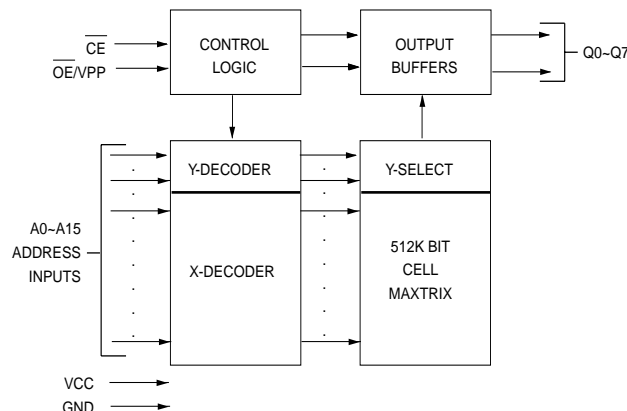 CE
OE/VPP
CONTROL
LOGIC
OUTPUT
BUFFERS
Q0~Q7
A0~A15
ADDRESS
INPUTS
Y-DECODER
X-DECODER
Y-SELECT
512K BIT
CELL
MAXTRIX
VCC
GND